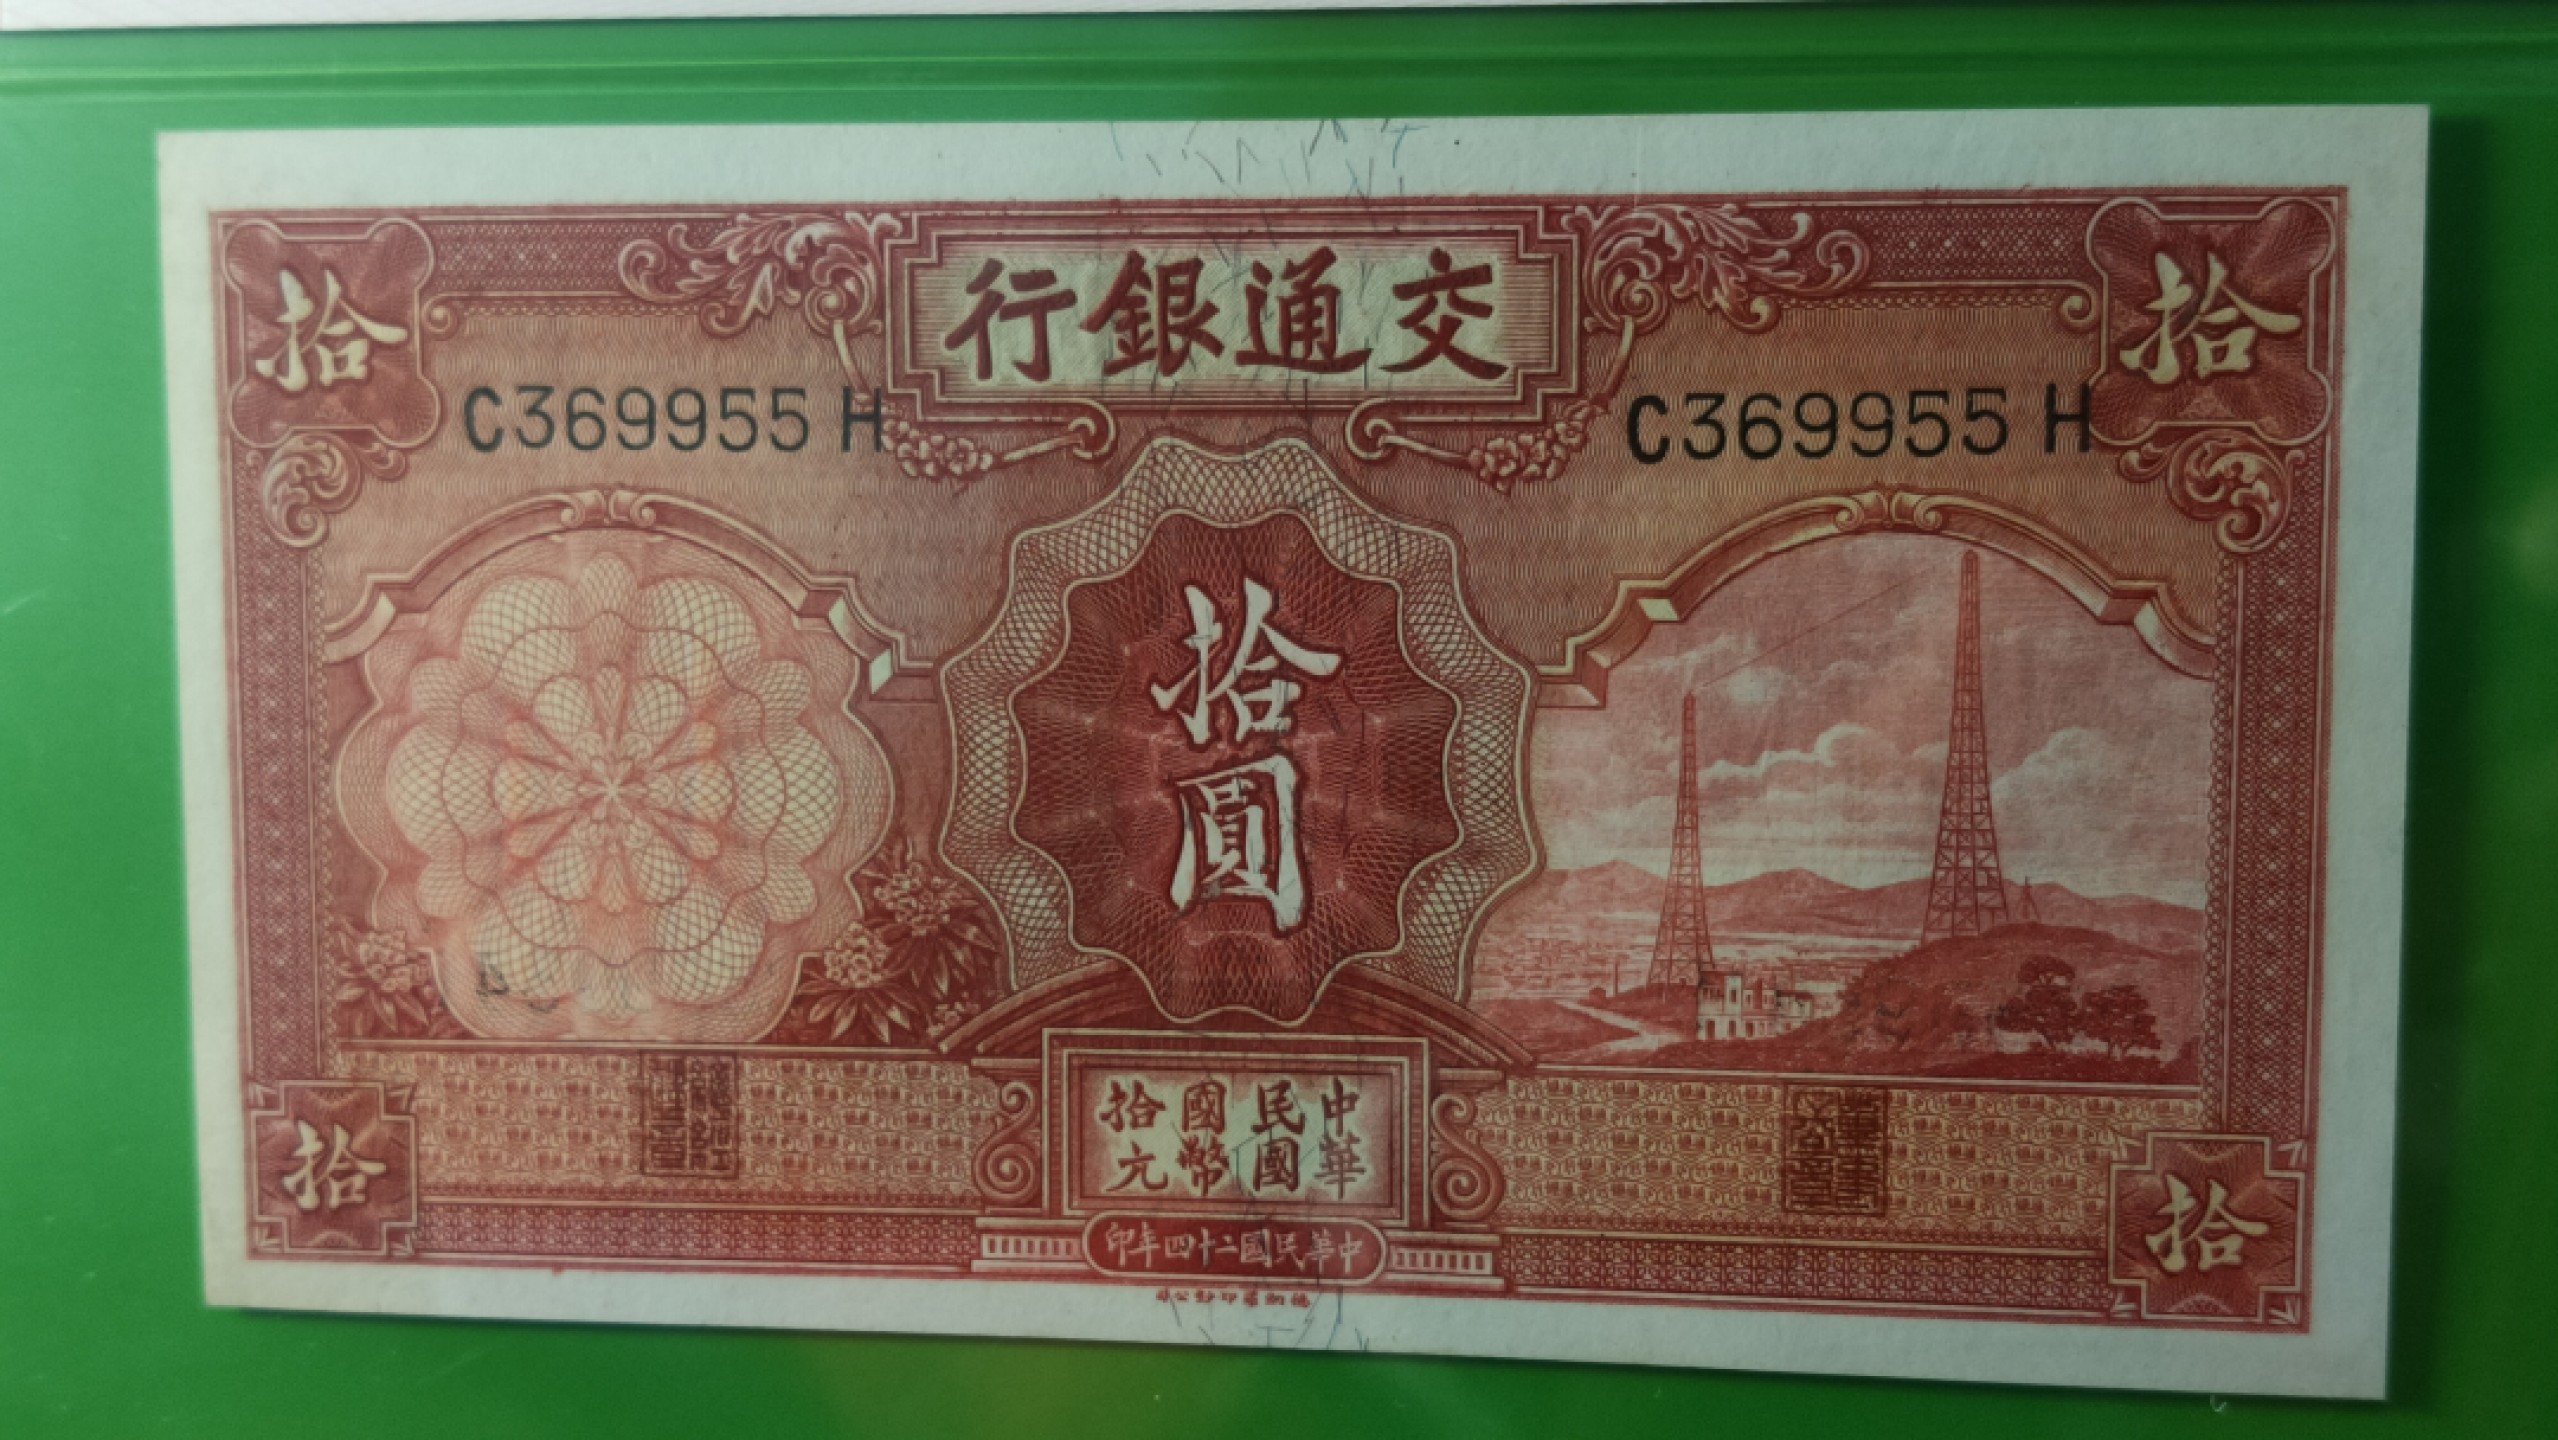 交通銀行
拾
拾
C369955 H
C369955 H
拾圓
中華民國國幣拾元
中華民國二十四年印
拾
拾